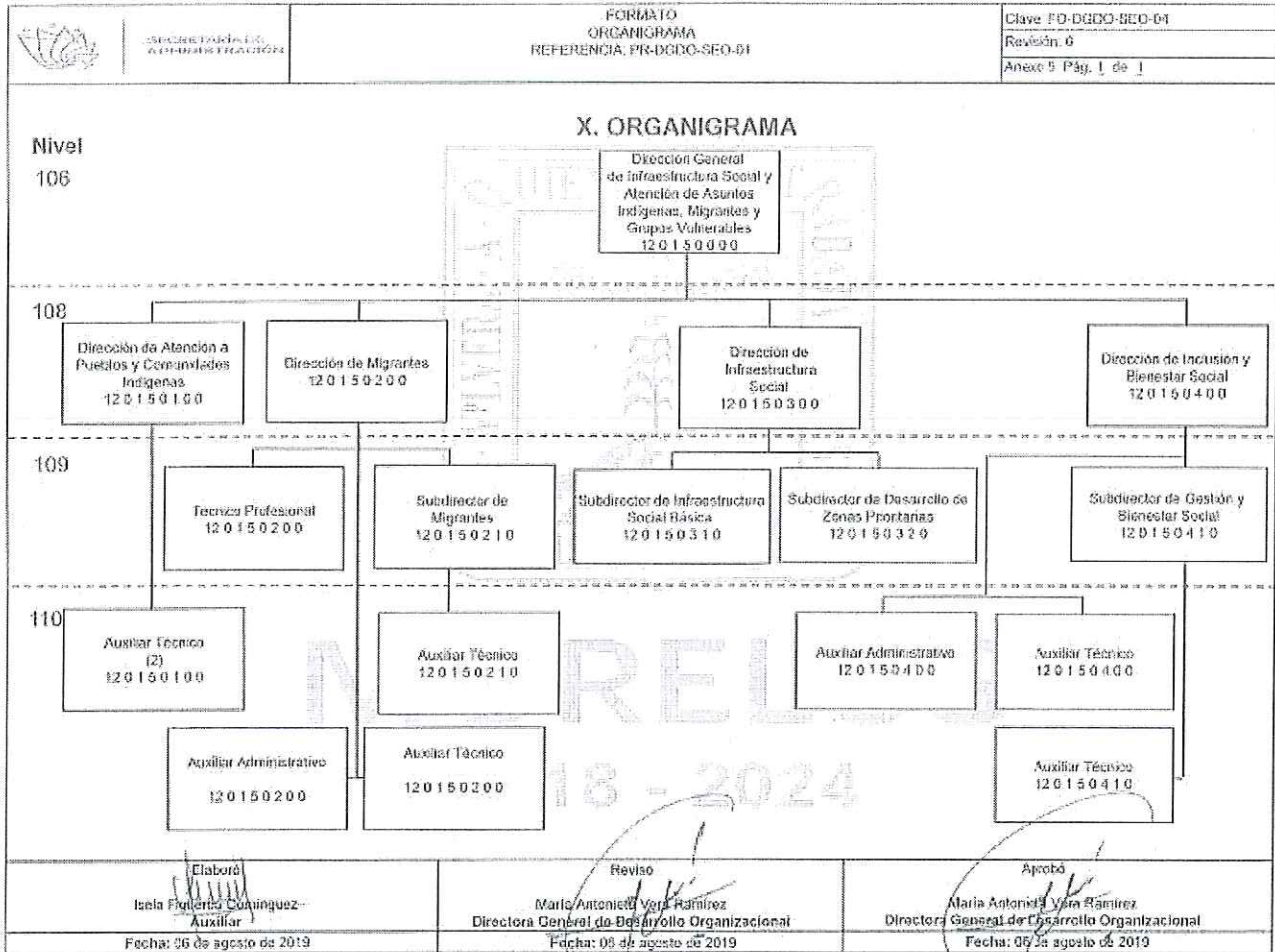 SECRETARÍA DE
ADMINISTRACIÓN
FORMATO
ORGANIGRAMA
REFERENCIA: PR-DGDO-SEO-01
Clave: FO-DGDO-SEO-04
Revisión: 6
Anexo 5 Pág. 1 de 1
X. ORGANIGRAMA
Nivel
106
Dirección General
de Infraestructura Social y
Atención de Asuntos
Indígenas, Migrantes y
Grupos Vulnerables
120150000
108
Dirección de Atención a
Pueblos y Comunidades
Indígenas
120150100
Dirección de Migrantes
120150200
Dirección de
Infraestructura
Social
120150300
Dirección de Inclusión y
Bienestar Social
120150400
109
Técnico Profesional
120150200
Subdirector de
Migrantes
120150210
Subdirector de Infraestructura
Social Básica
120150310
Subdirector de Desarrollo de
Zonas Prioritarias
120150320
Subdirector de Gestión y
Bienestar Social
120150410
110
Auxiliar Técnico
(2)
120150100
Auxiliar Técnico
120150210
Auxiliar Administrativo
120150400
Auxiliar Técnico
120150400
Auxiliar Administrativo
120150200
Auxiliar Técnico
120150200
Auxiliar Técnico
120150410
18 - 2024
Elaboró
Isela
Auxiliar
Fecha: 06 de agosto de 2019
Reviso
María Antonieta Vera Ramírez
Directora General de Desarrollo Organizacional
Fecha: 06 de agosto de 2019
Aprobó
María Antonieta Vera Ramírez
Directora General de Desarrollo Organizacional
Fecha: 06 de agosto de 2019